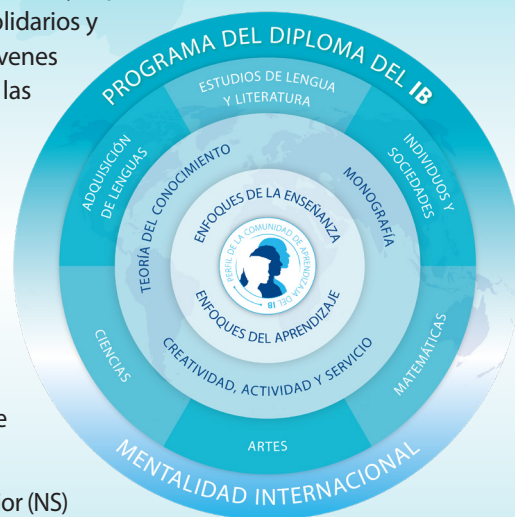 olidarios y
venes
las
e
or (NS)
PROGRAMA DEL DIPLOMA DEL IB
ESTUDIOS DE LENGUA
Y LITERATURA
ADQUISICIÓN
DE LENGUAS
INDIVIDUOS Y
SOCIEDADES
TEORÍA DEL CONOCIMIENTO
MONOGRAFÍA
ENFOQUES DE LA ENSEÑANZA
PERFIL DE LA COMUNIDAD DE APRENDIZAJE DEL IB
ENFOQUES DEL APRENDIZAJE
CREATIVIDAD, ACTIVIDAD Y SERVICIO
CIENCIAS
MATEMÁTICAS
ARTES
MENTALIDAD INTERNACIONAL